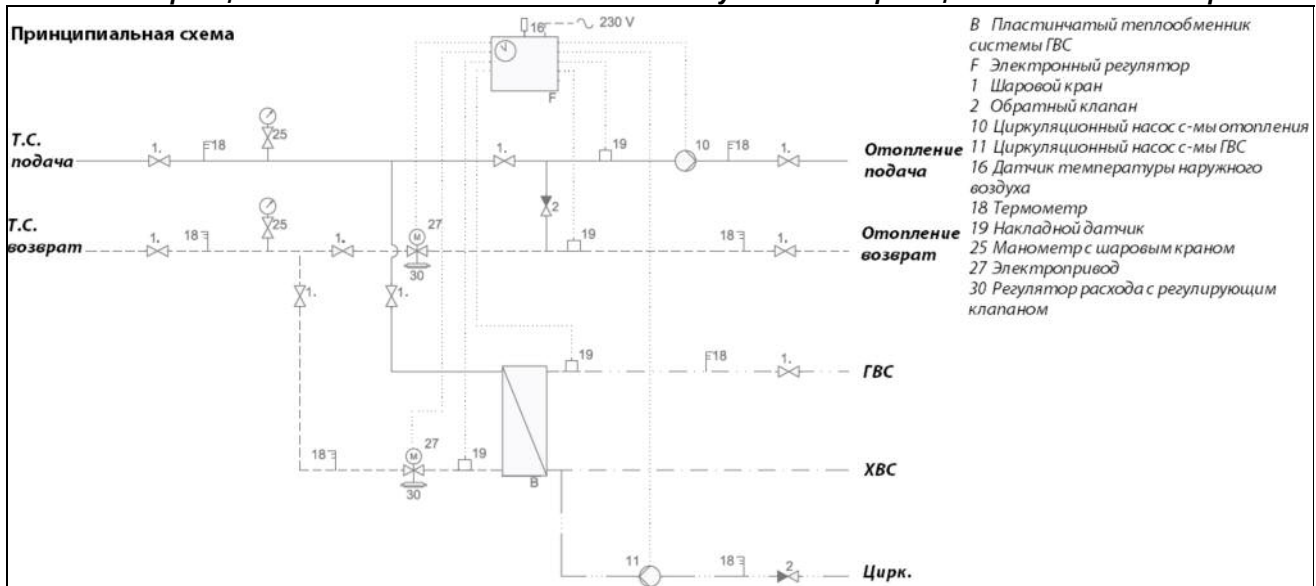 Принципиальная схема
16
230 V
F
Т.С.
подача
1.
18
25
1.
19
10
18
1.
Отопление
подача
2
Т.С.
возврат
1.
18
25
1.
27
M
30
19
18
1.
Отопление
возврат
1.
1.
19
18
1.
ГВС
18
27
M
30
19
B
ХВС
11
18
2
Цирк.
B Пластинчатый теплообменник
системы ГВС
F Электронный регулятор
1 Шаровой кран
2 Обратный клапан
10 Циркуляционный насос с-мы отопления
11 Циркуляционный насос с-мы ГВС
16 Датчик температуры наружного
воздуха
18 Термометр
19 Накладной датчик
25 Манометр с шаровым краном
27 Электропривод
30 Регулятор расхода с регулирующим
клапаном